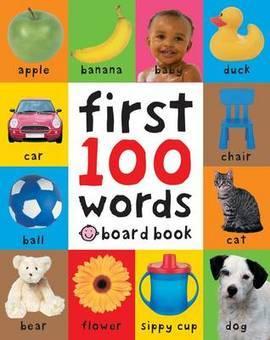 apple banana baby duck
first
100
words
board book
car
chair
ball
cat
bear flower sippy cup dog